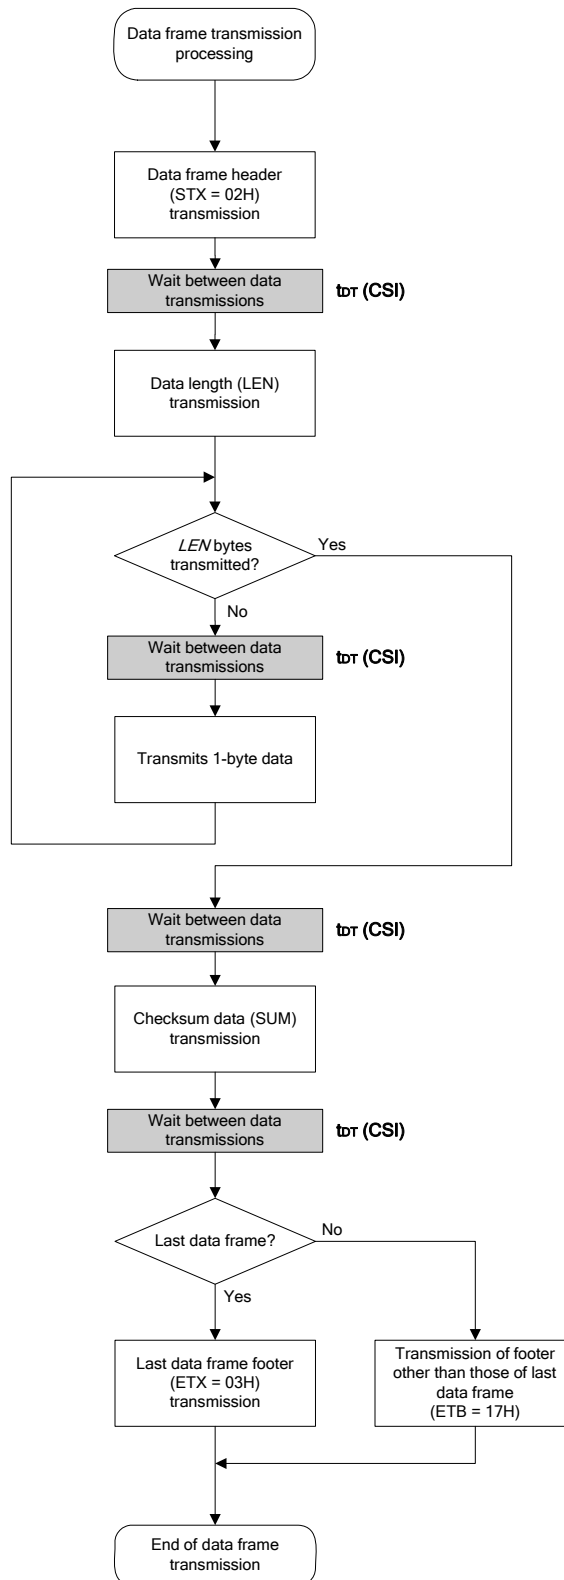 Data frame transmission
processing
Data frame header
(STX = 02H)
transmission
Wait between data
transmissions
tDT (CSI)
Data length (LEN)
transmission
LEN bytes
transmitted?
Yes
No
Wait between data
transmissions
tDT (CSI)
Transmits 1-byte data
Wait between data
transmissions
tDT (CSI)
Checksum data (SUM)
transmission
Wait between data
transmissions
tDT (CSI)
Last data frame?
No
Yes
Last data frame footer
(ETX = 03H)
transmission
Transmission of footer
other than those of last
data frame
(ETB = 17H)
End of data frame
transmission